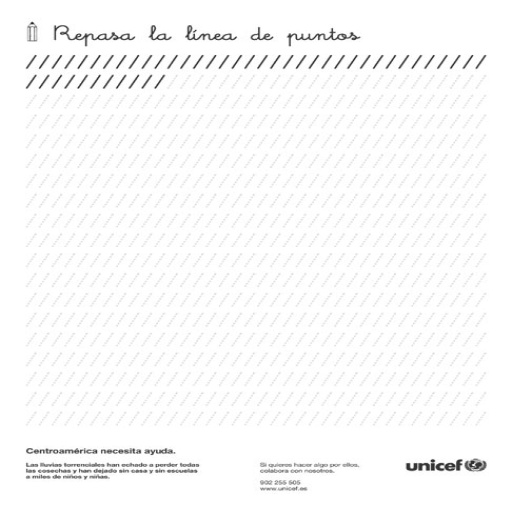 Repasa la línea de puntos
Centroamérica necesita ayuda.
Las lluvias torrenciales han echado a perder todas
las cosechas y han dejado sin casa y sin escuelas
a miles de niños y niñas.
Si quieres hacer algo por ellos,
colabora con nosotros.
902 255 505
www.unicef.es
unicef